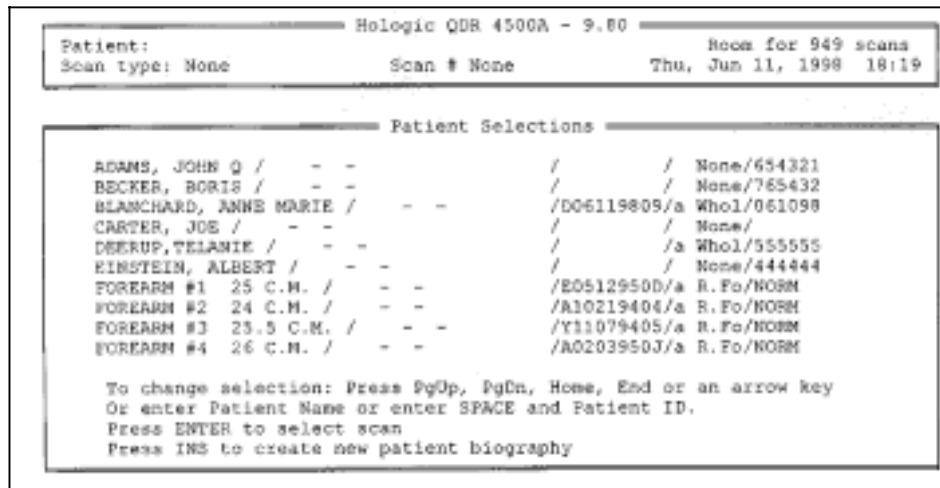 Hologic QDR 4500A - 9.80
Patient: Room for 949 scans
Scan type: None Scan # None Thu, Jun 11, 1998 18:19
Patient Selections
ADAMS, JOHN Q / - - / / None/654321
BECKER, BORIS / - - / / None/765432
BLANCHARD, ANNE MARIE / - - /D06119809/a Whol/061098
CARTER, JOE / - - / / None/
DEERUP,TELANIE / - - / /a Whol/555555
EINSTEIN, ALBERT / - - / / None/444444
FOREARM #1 25 C.M. / - - /E0512950D/a R.Fo/NORM
FOREARM #2 24 C.M. / - - /A10219404/a R.Fo/NORM
FOREARM #3 25.5 C.M. / - - /Y11079405/a R.Fo/NORM
FOREARM #4 26 C.M. / - - /A0203950J/a R.Fo/NORM
To change selection: Press PgUp, PgDn, Home, End or an arrow key
Or enter Patient Name or enter SPACE and Patient ID.
Press ENTER to select scan
Press INS to create new patient biography